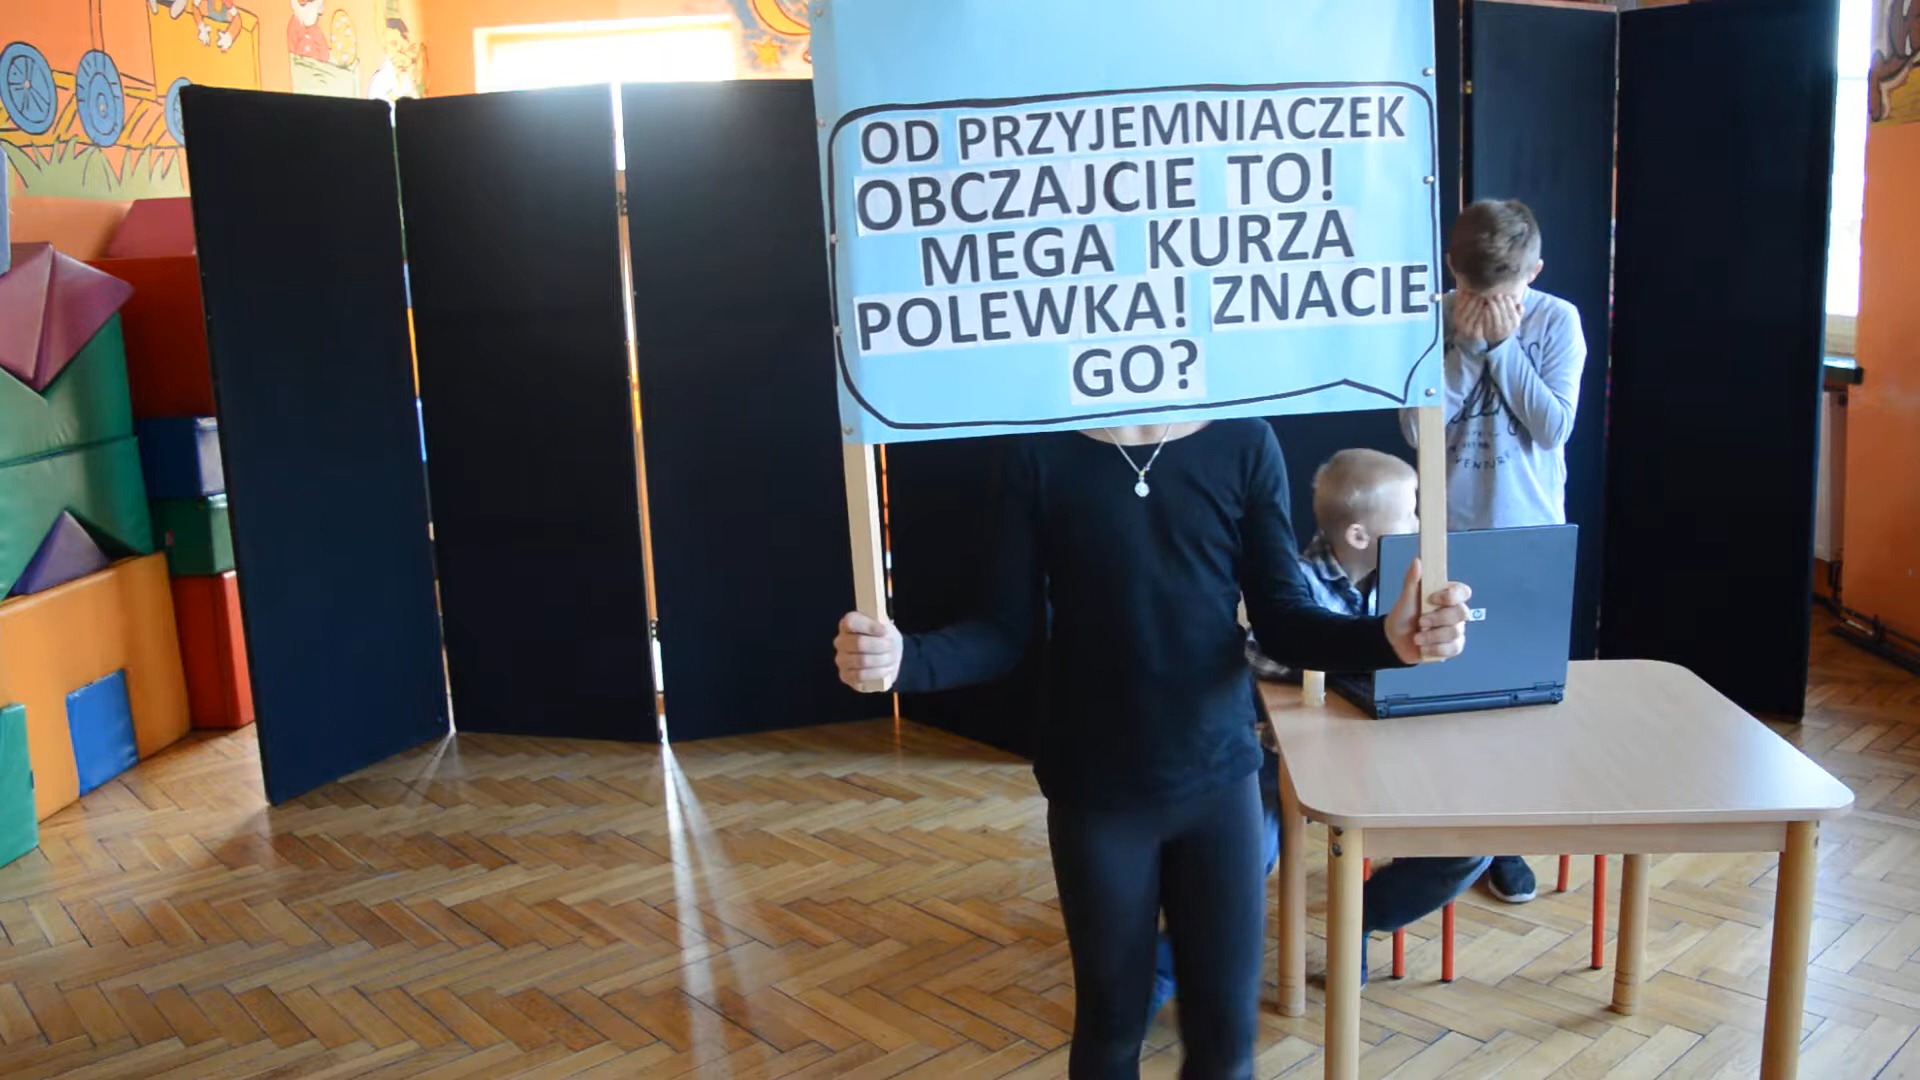 OD PRZYJEMNIACZEK
OBCZAJCIE TO!
MEGA KURZA
POLEWKA! ZNACIE
GO?